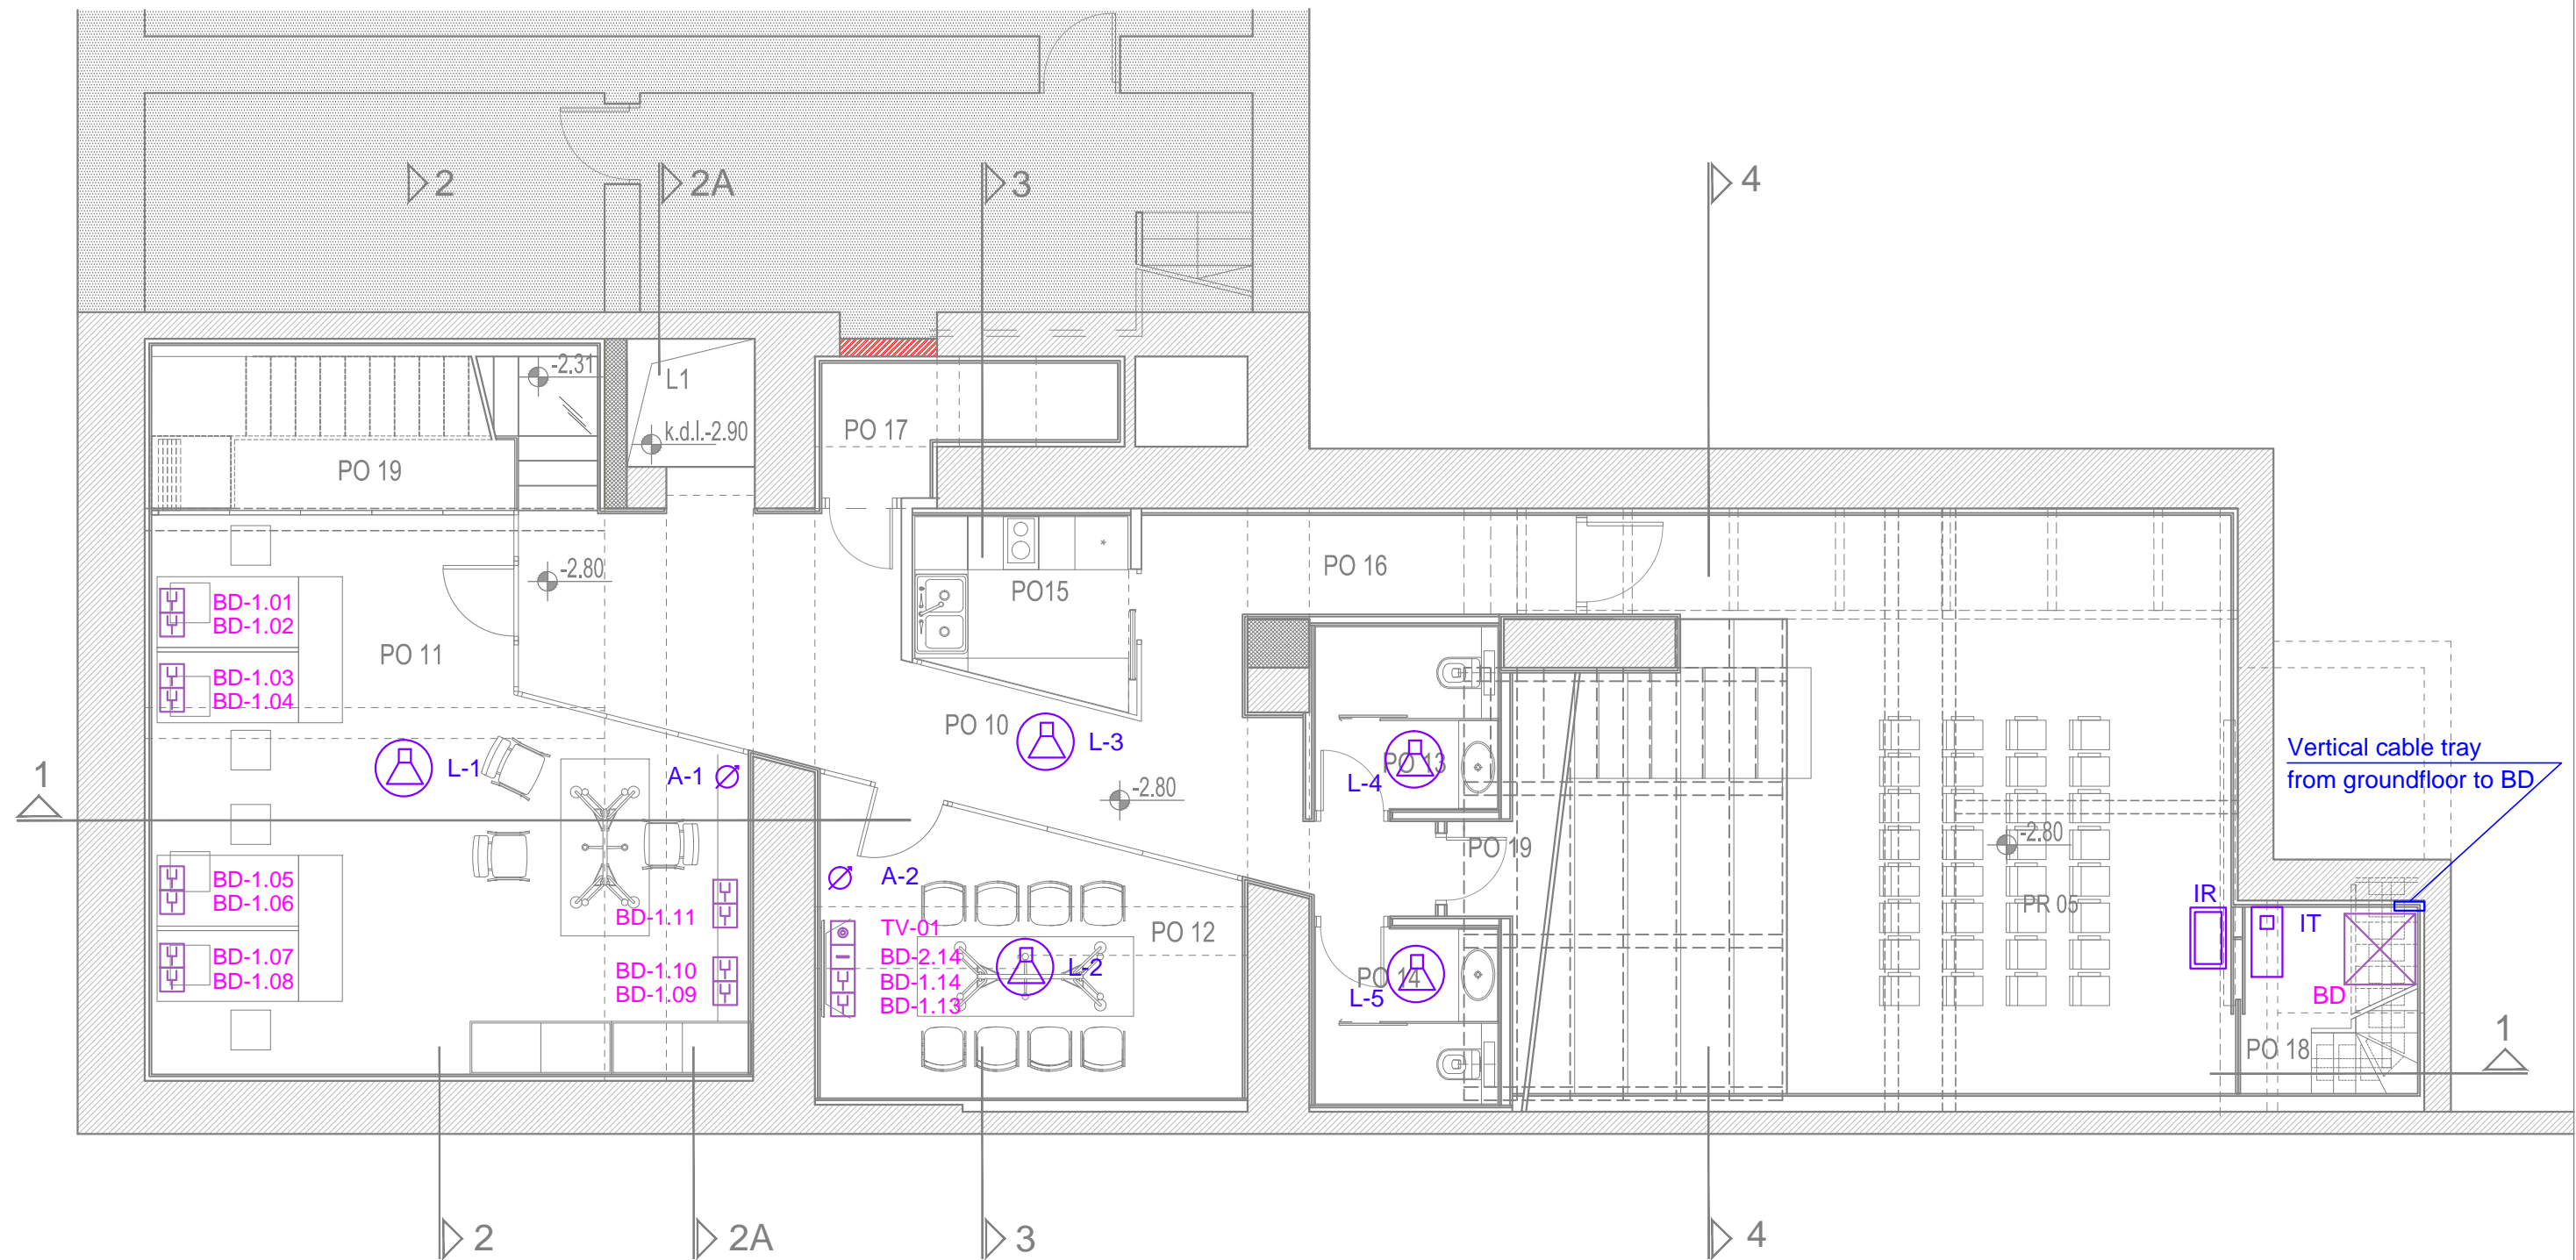 2
2A
3
4
-2.31
L1
k.d.l.-2.90
PO 17
PO 19
-2.80
PO15
PO 16
BD-1.01
BD-1.02
PO 11
BD-1.03
BD-1.04
PO 10
L-3
L-1
A-1
PO 13
L-4
Vertical cable tray
from groundfloor to BD
1
-2.80
-2.80
PO 19
BD-1.05
BD-1.06
BD-1.11
A-2
TV-01
PO 12
BD-2.14
L-2
BD-1.14
BD-1.13
PR 05
IR
IT
BD-1.07
BD-1.08
BD-1.10
BD-1.09
PO 14
L-5
BD
PO 18
1
2
2A
3
4